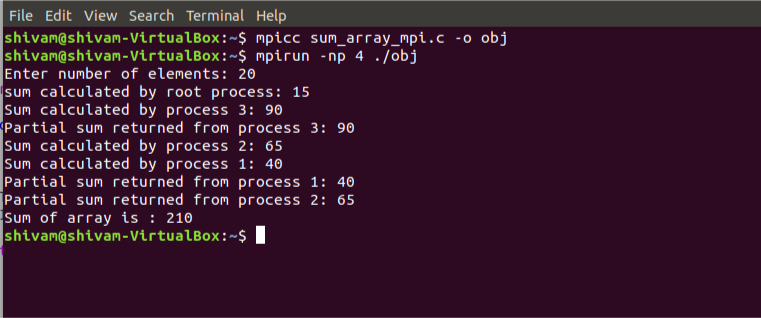 File Edit View Search Terminal Help
shivam@shivam-VirtualBox:~$ mpicc sum_array_mpi.c -o obj
shivam@shivam-VirtualBox:~$ mpirun -np 4 ./obj
Enter number of elements: 20
sum calculated by root process: 15
Sum calculated by process 3: 90
Partial sum returned from process 3: 90
Sum calculated by process 2: 65
Sum calculated by process 1: 40
Partial sum returned from process 1: 40
Partial sum returned from process 2: 65
Sum of array is : 210
shivam@shivam-VirtualBox:~$